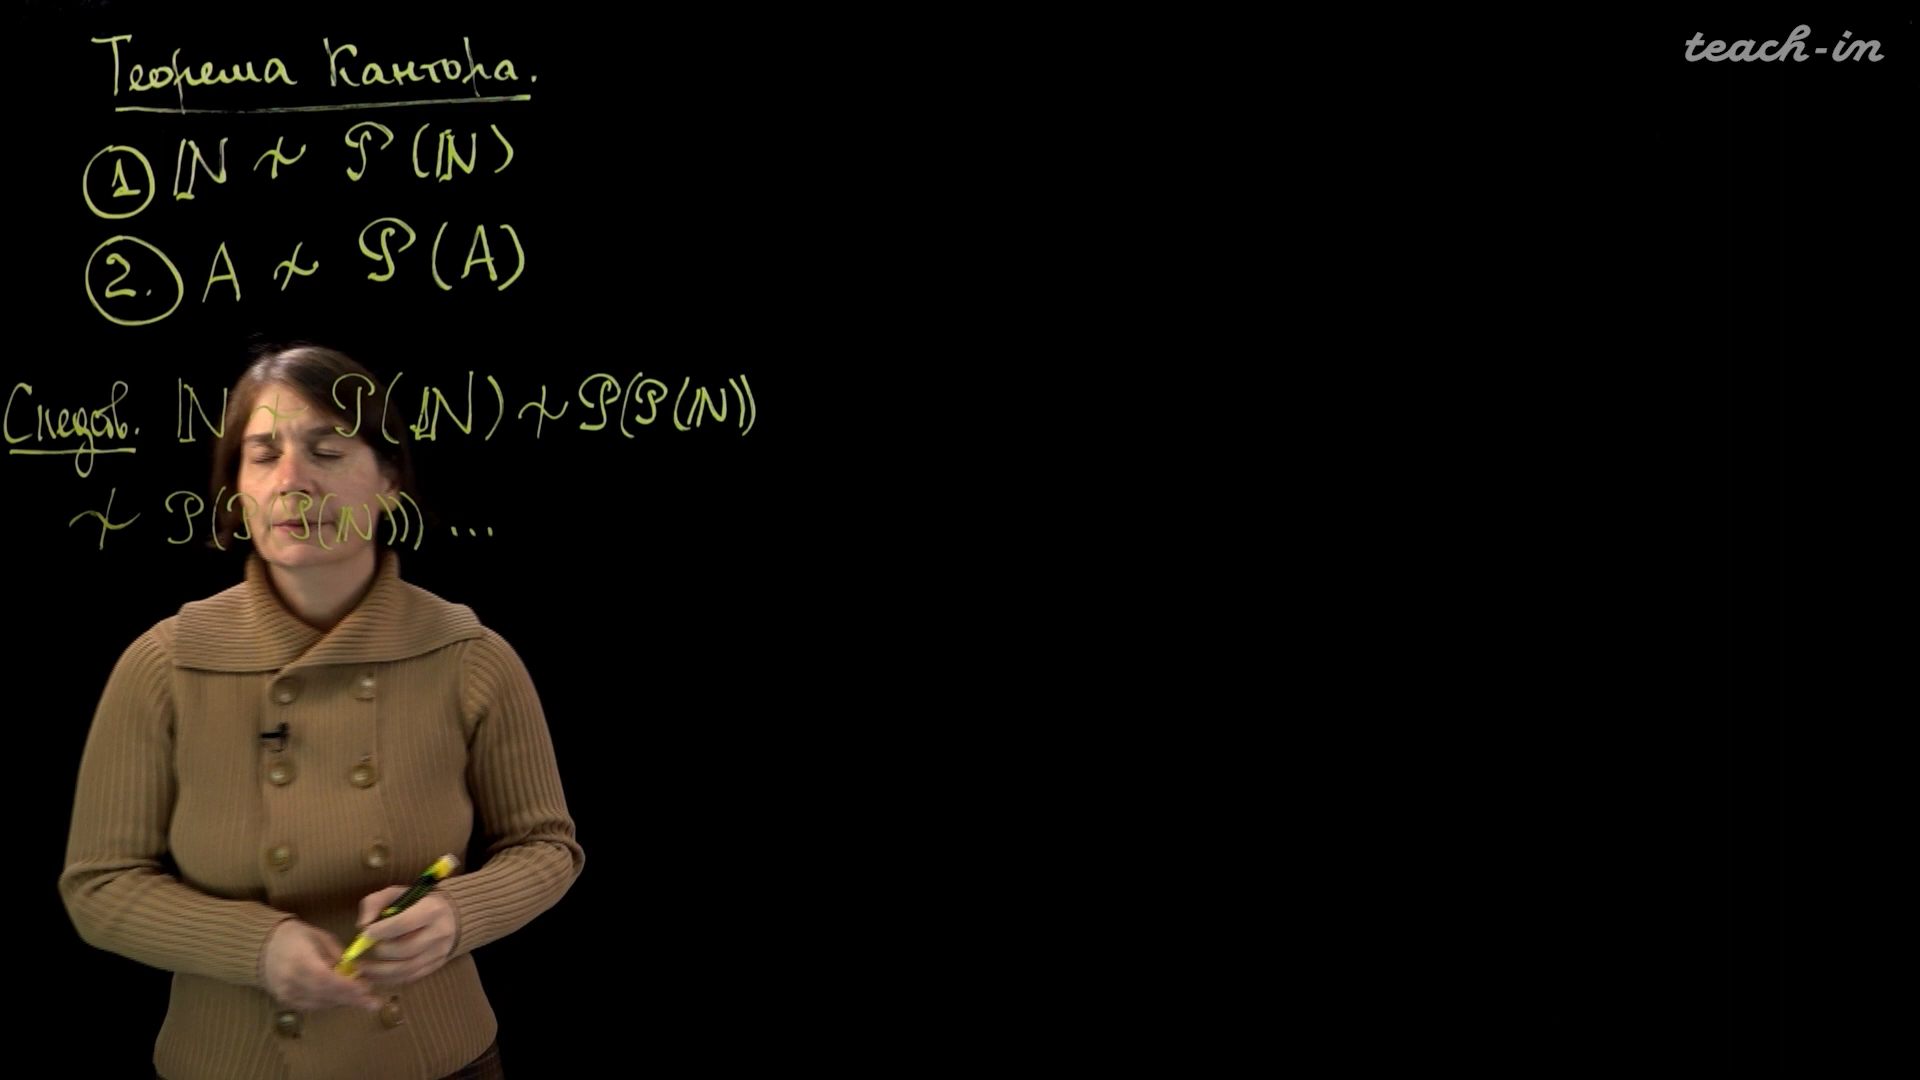 Теорема Кантора.
① ℕ ≁ 𝒫(ℕ)
②. A ≁ 𝒫(A)
Следств. ℕ ≁ 𝒫(ℕ) ≁ 𝒫(𝒫(ℕ))
≁ 𝒫(𝒫(𝒫(ℕ))) ...
teach-in